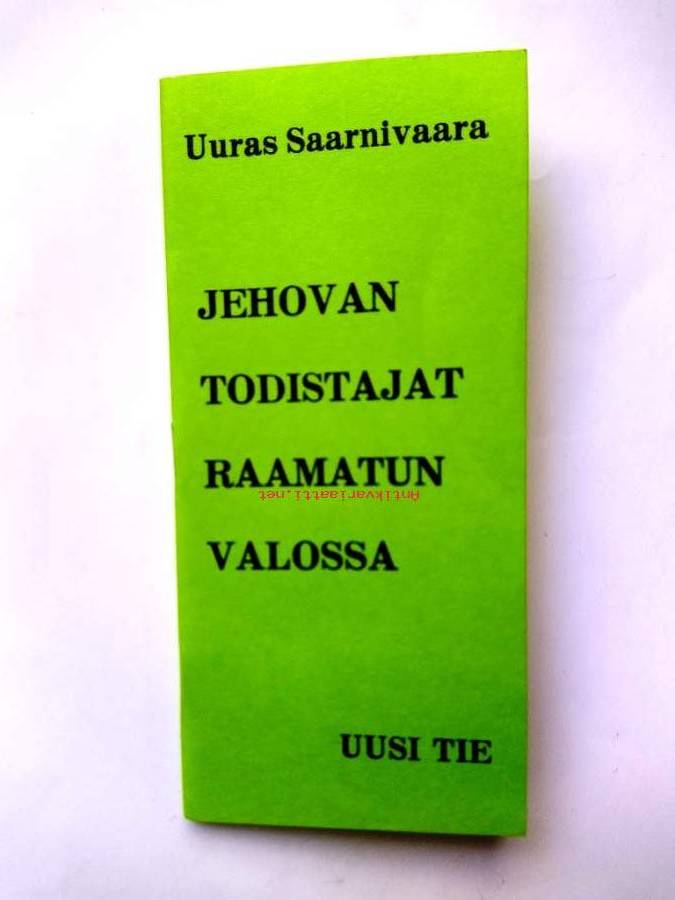 Uuras Saarnivaara
JEHOVAN
TODISTAJAT
RAAMATUN
Antikvariaatti.net
VALOSSA
UUSI TIE